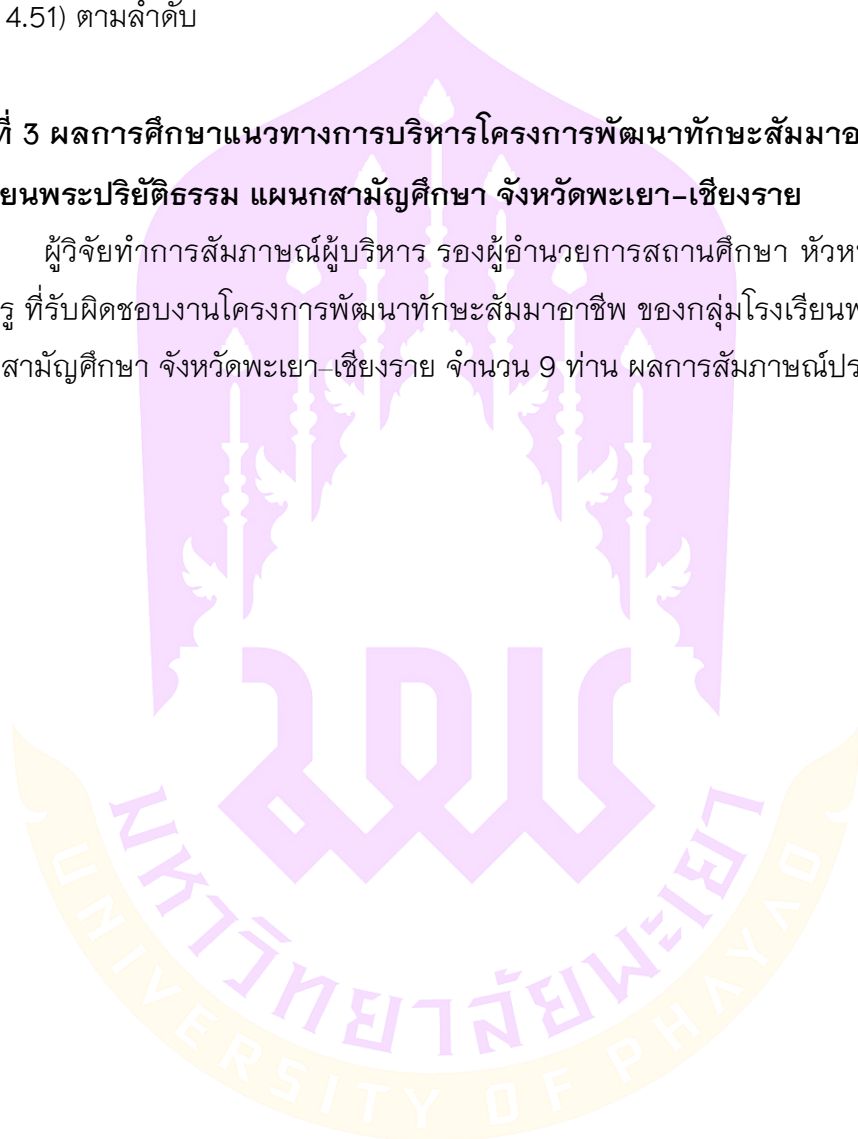 4.51) ตามลำดับ
ที่ 3 ผลการศึกษาแนวทางการบริหารโครงการพัฒนาทักษะสัมมาอ
ยนพระปริยัติธรรม แผนกสามัญศึกษา จังหวัดพะเยา–เชียงราย
ผู้วิจัยทำการสัมภาษณ์ผู้บริหาร รองผู้อำนวยการสถานศึกษา หัวห
รู ที่รับผิดชอบงานโครงการพัฒนาทักษะสัมมาอาชีพ ของกลุ่มโรงเรียนพ
สามัญศึกษา จังหวัดพะเยา–เชียงราย จำนวน 9 ท่าน ผลการสัมภาษณ์ปร
มหาวิทยาลัยพะเยา
UNIVERSITY OF PHAYAO